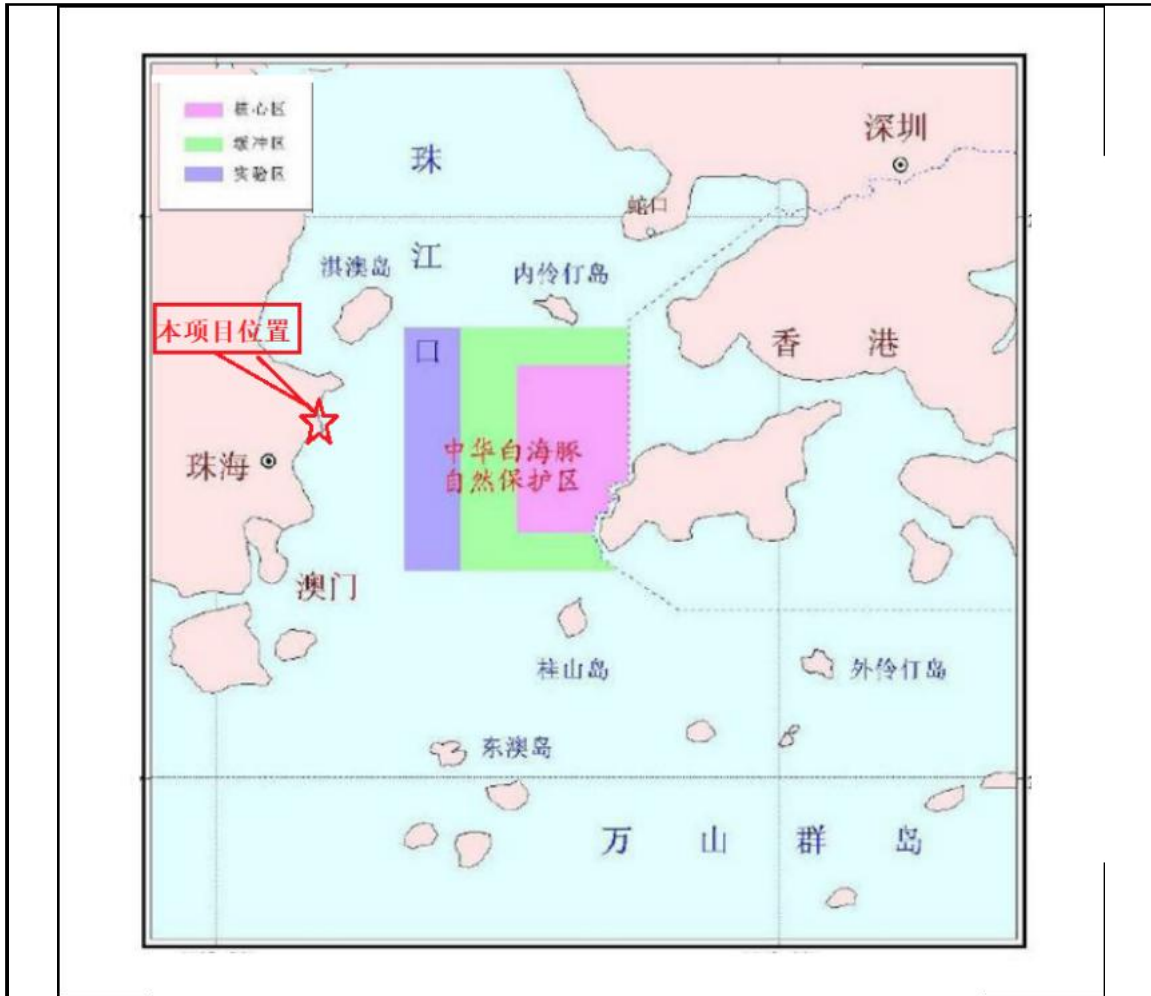 核心区
缓冲区
实验区
深圳
珠
江
口
蛇口
淇澳岛
内伶仃岛
本项目位置
香港
珠海
中华白海豚
自然保护区
澳门
桂山岛
外伶仃岛
东澳岛
万山群岛